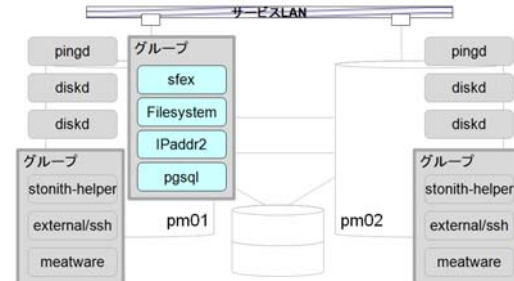 サービスLAN
pingd
diskd
diskd
グループ
stonith-helper
external/ssh
meatware
グループ
sfex
Filesystem
IPaddr2
pgsql
pm01
pm02
pingd
diskd
diskd
グループ
stonith-helper
external/ssh
meatware